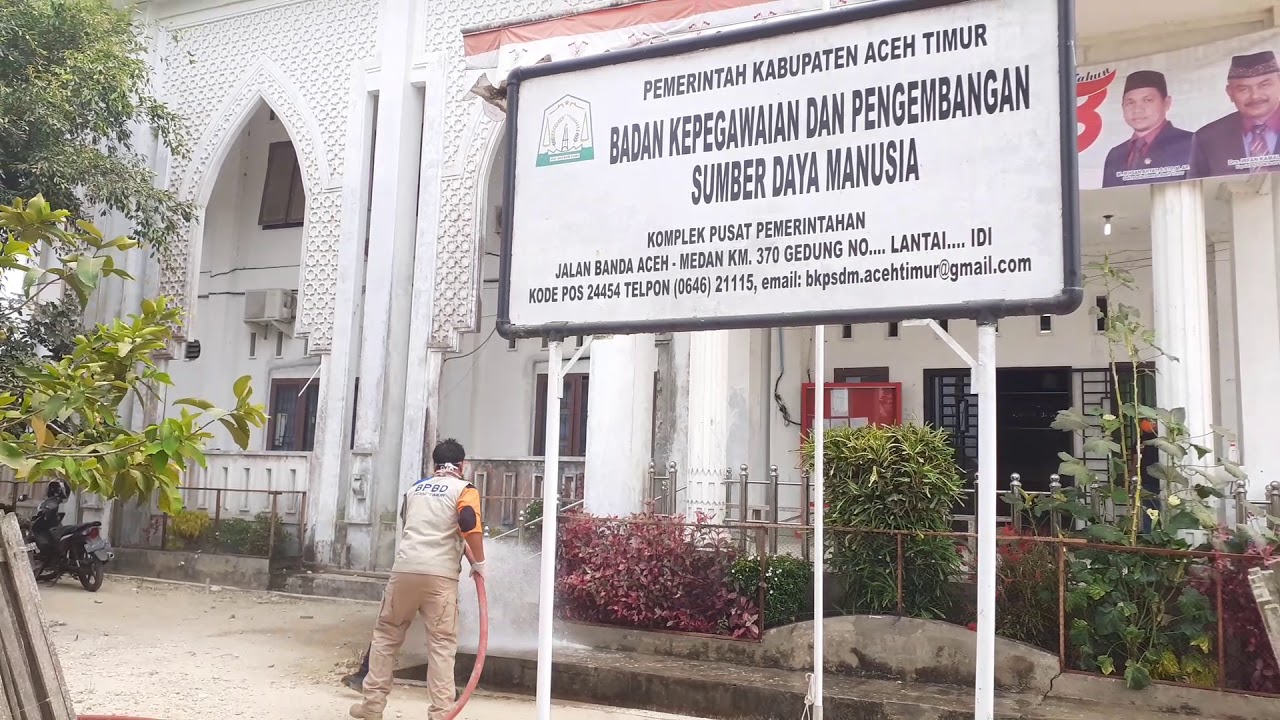 PEMERINTAH KABUPATEN ACEH TIMUR
BADAN KEPEGAWAIAN DAN PENGEMBANGAN
SUMBER DAYA MANUSIA
KOMPLEK PUSAT PEMERINTAHAN
JALAN BANDA ACEH - MEDAN KM. 370 GEDUNG NO.... LANTAI.... IDI
KODE POS 24454 TELPON (0646) 21115, email: bkpsdm.acehtimur@gmail.com
Tahun
BPBD